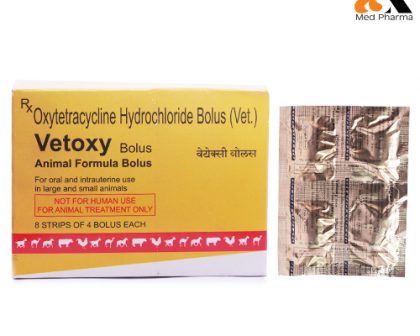 Med Pharma
Rx Oxytetracycline Hydrochloride Bolus (Vet.)
Vetoxy Bolus
Animal Formula Bolus
वेटोक्सी बोलस
For oral and intrauterine use
in large and small animals
NOT FOR HUMAN USE
FOR ANIMAL TREATMENT ONLY
8 STRIPS OF 4 BOLUS EACH